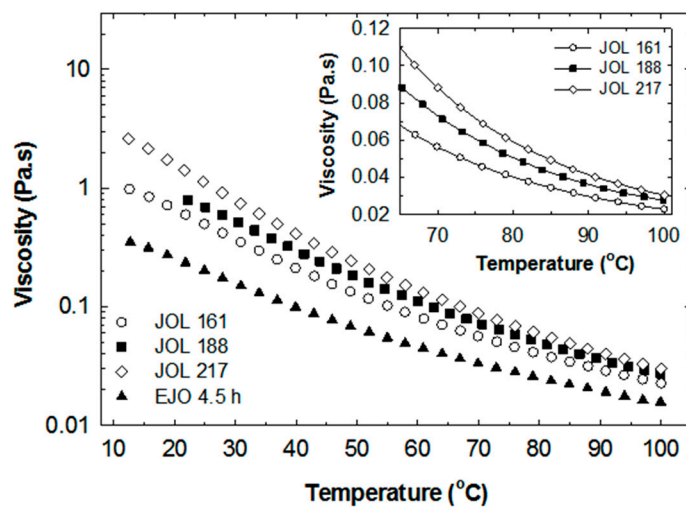 Viscosity (Pa.s)
10
1
0.1
0.01
10 20 30 40 50 60 70 80 90 100
Temperature (°C)
JOL 161
JOL 188
JOL 217
EJO 4.5 h
Viscosity (Pa.s)
0.12
0.10
0.08
0.06
0.04
0.02
70 80 90 100
Temperature (°C)
JOL 161
JOL 188
JOL 217